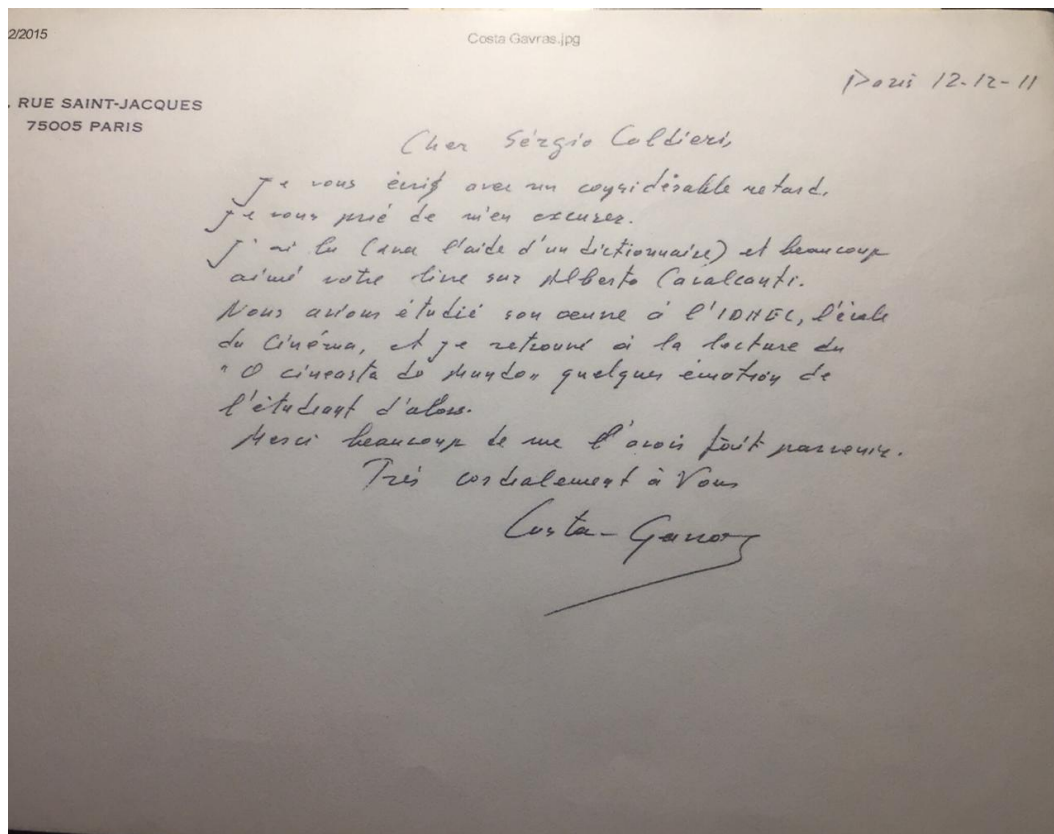 2/2015
Costa Gavras.jpg
. RUE SAINT-JACQUES
75005 PARIS
Paris 12-12-11
Cher Sérgio Caldieri,
Je vous écris avec un considérable retard.
Je vous prie de m'en excuser.
J'ai lu (avec l'aide d'un dictionnaire) et beaucoup
aimé votre livre sur Alberto Cavalcanti.
Nous avions étudié son œuvre à l'IDHEC, l'école
du Cinéma, et je retrouve à la lecture du
"O cineasta do Mundo" quelques émotion de
l'étudiant d'alors.
Merci beaucoup de me l'avoir fait parvenir.
Très cordialement à Vous
Costa-Gavras